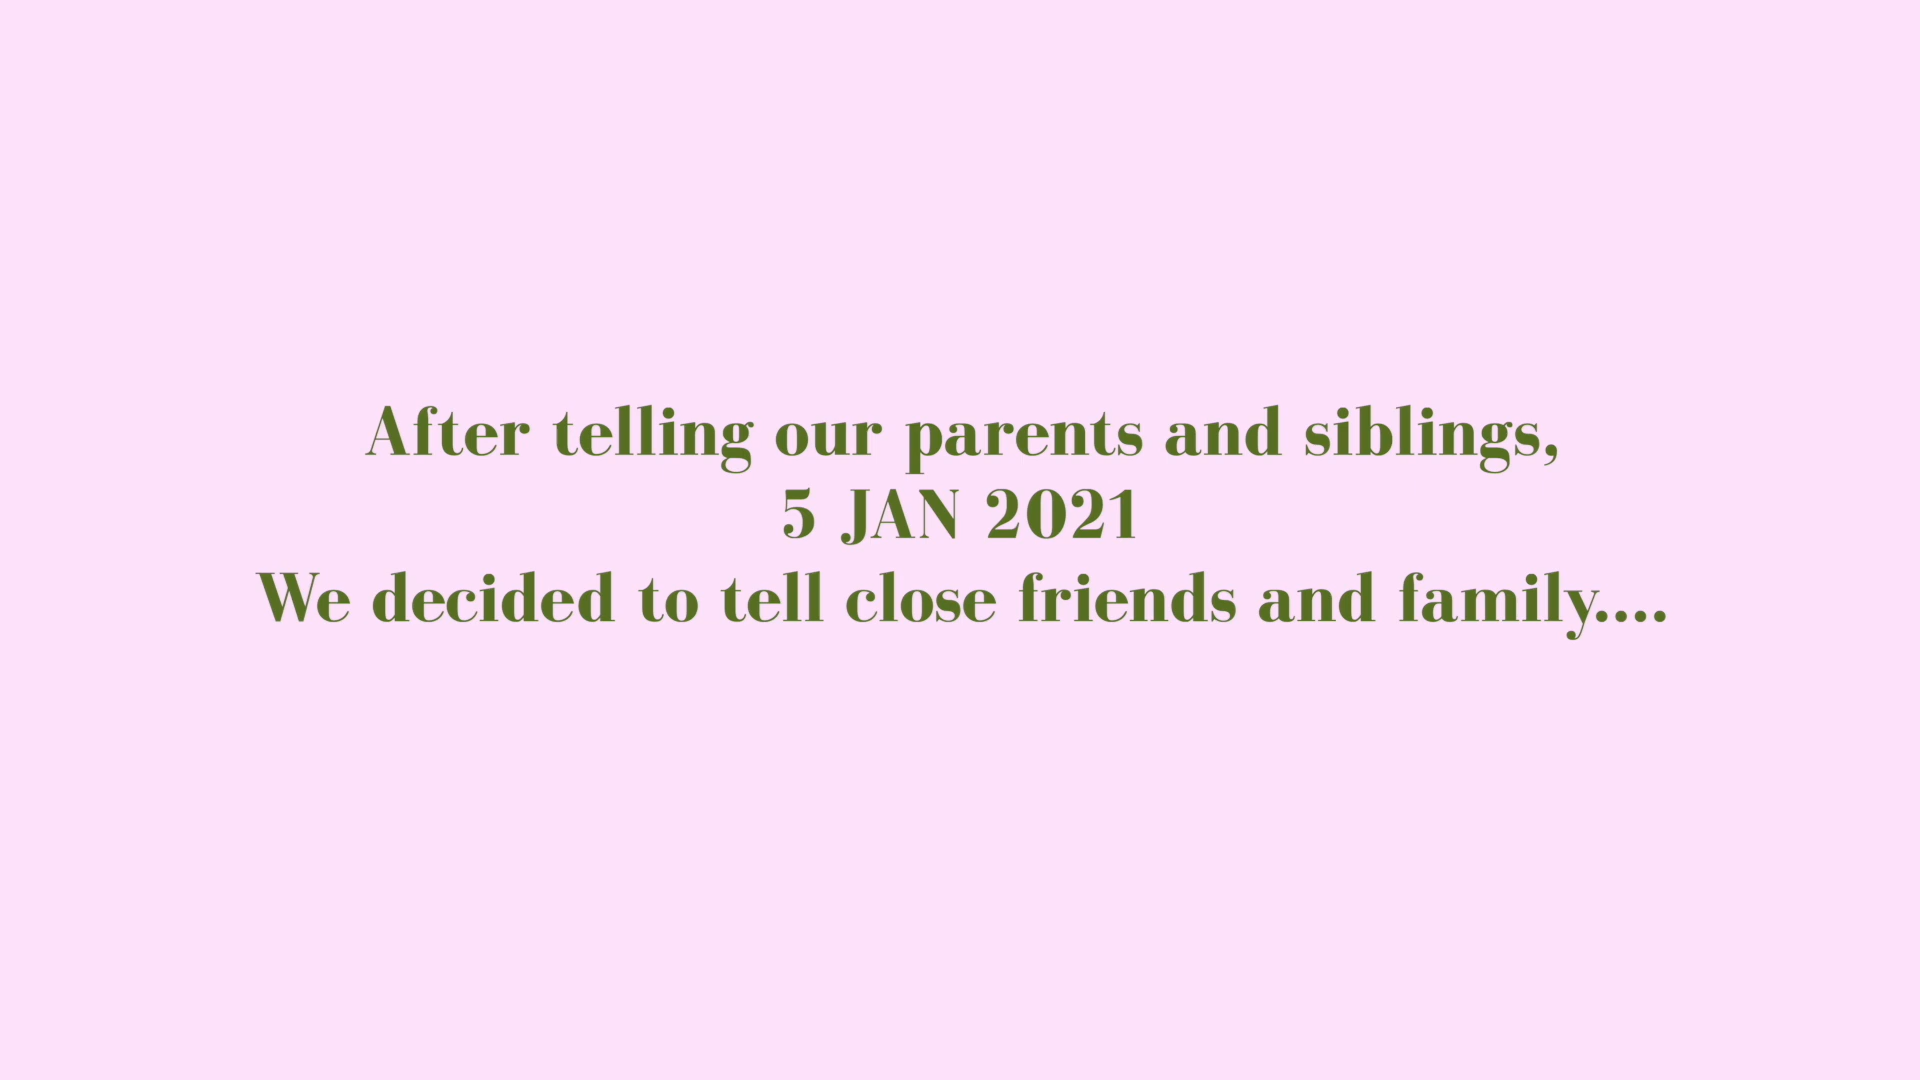 After telling our parents and siblings,
5 JAN 2021
We decided to tell close friends and family....